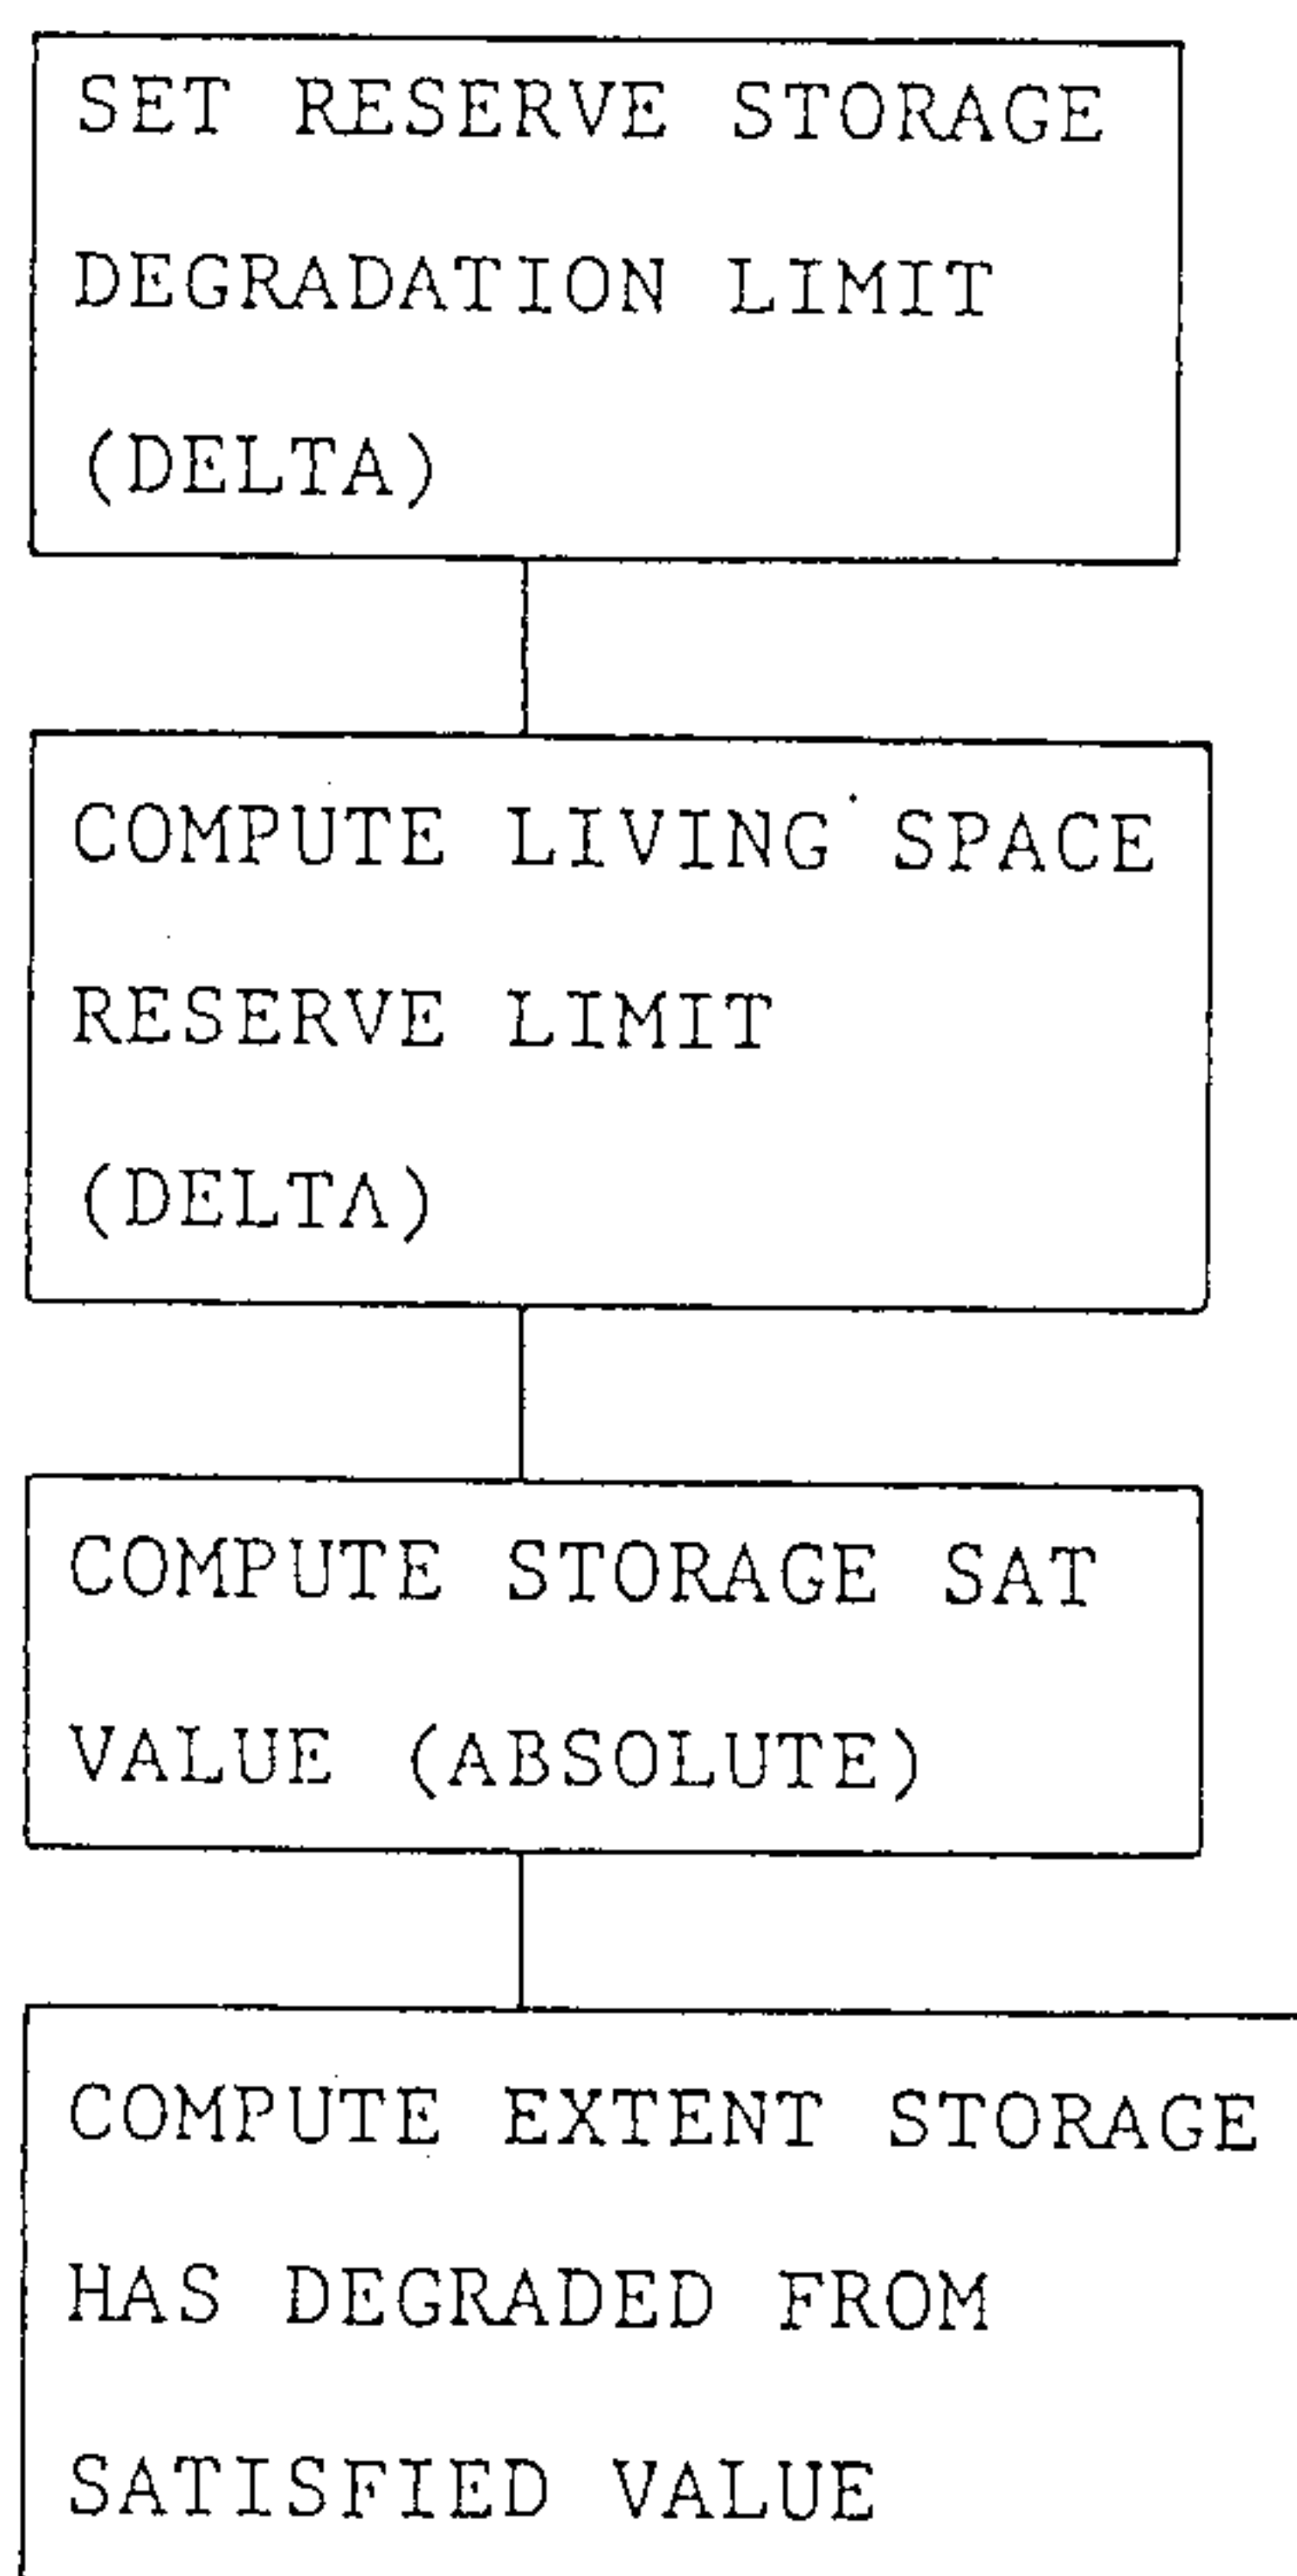 SET RESERVE STORAGE
DEGRADATION LIMIT
(DELTA)
COMPUTE LIVING SPACE
RESERVE LIMIT
(DELTA)
COMPUTE STORAGE SAT
VALUE (ABSOLUTE)
COMPUTE EXTENT STORAGE
HAS DEGRADED FROM
SATISFIED VALUE